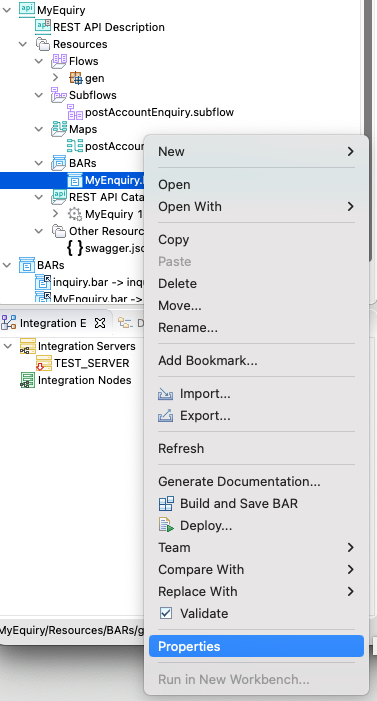 MyEquiry
REST API Description
Resources
Flows
gen
Subflows
postAccountEnquiry.subflow
Maps
postAccou
BARs
MyEnquiry.
REST API Cata
MyEquiry 1
Other Resourc
{ } swagger.js
BARs
inquiry.bar -> inq
MyEnquiry.bar ->
Integration E
D
Integration Servers
TEST_SERVER
Integration Nodes
MyEquiry/Resources/BARs/g
New
Open
Open With
Copy
Paste
Delete
Move...
Rename...
Add Bookmark...
Import...
Export...
Refresh
Generate Documentation...
Build and Save BAR
Deploy...
Team
Compare With
Replace With
Validate
Properties
Run in New Workbench...